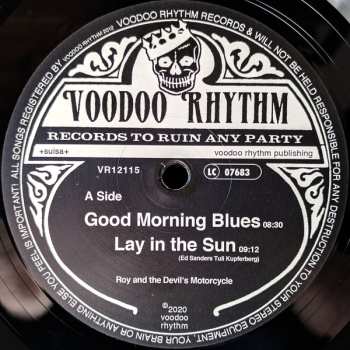 VOODOO RHYTHM RECORDS & WILL NOT BE HELD RESPONSIBLE FOR ANY DESTRUCTION TO YOUR STEREO EQUIPMENT, YOUR BRAIN OR ANYTHING ELSE YOU FEEL IS IMPORTANT! ALL SONGS REGISTERED BY
VOODOO RHYTHM
RECORDS TO RUIN ANY PARTY
+suisa+
voodoo rhythm publishing
VR12115
LC 07683
A Side
Good Morning Blues 08:30
Lay in the Sun 09:12
(Ed Sanders Tuli Kupferberg)
Roy and the Devil's Motorcycle
©2020
voodoo
rhythm